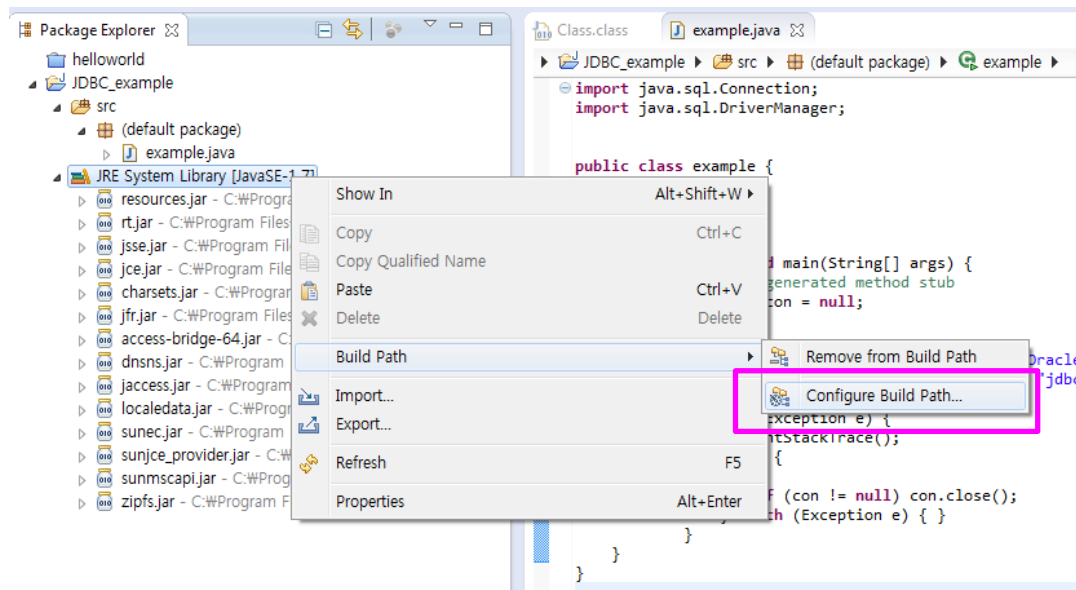 Package Explorer
helloworld
JDBC_example
src
(default package)
example.java
JRE System Library [JavaSE-1.7]
resources.jar - C:₩Progra
rt.jar - C:₩Program Files
jsse.jar - C:₩Program Fil
jce.jar - C:₩Program File
charsets.jar - C:₩Progran
jfr.jar - C:₩Program Files
access-bridge-64.jar - C:
dnsns.jar - C:₩Program
jaccess.jar - C:₩Program
localedata.jar - C:₩Progr
sunec.jar - C:₩Program
sunjce_provider.jar - C:₩
sunmscapi.jar - C:₩Prog
zipfs.jar - C:₩Program F
Show In Alt+Shift+W
Copy Ctrl+C
Copy Qualified Name
Paste Ctrl+V
Delete Delete
Build Path
Import...
Export...
Refresh F5
Properties Alt+Enter
Remove from Build Path
Configure Build Path...
Class.class example.java
JDBC_example src (default package) example
import java.sql.Connection;
import java.sql.DriverManager;
public class example {
d main(String[] args) {
generated method stub
con = null;
Oracle
"jdbc
Exception e) {
ntStackTrace();
{
f (con != null) con.close();
ch (Exception e) { }
}
}
}